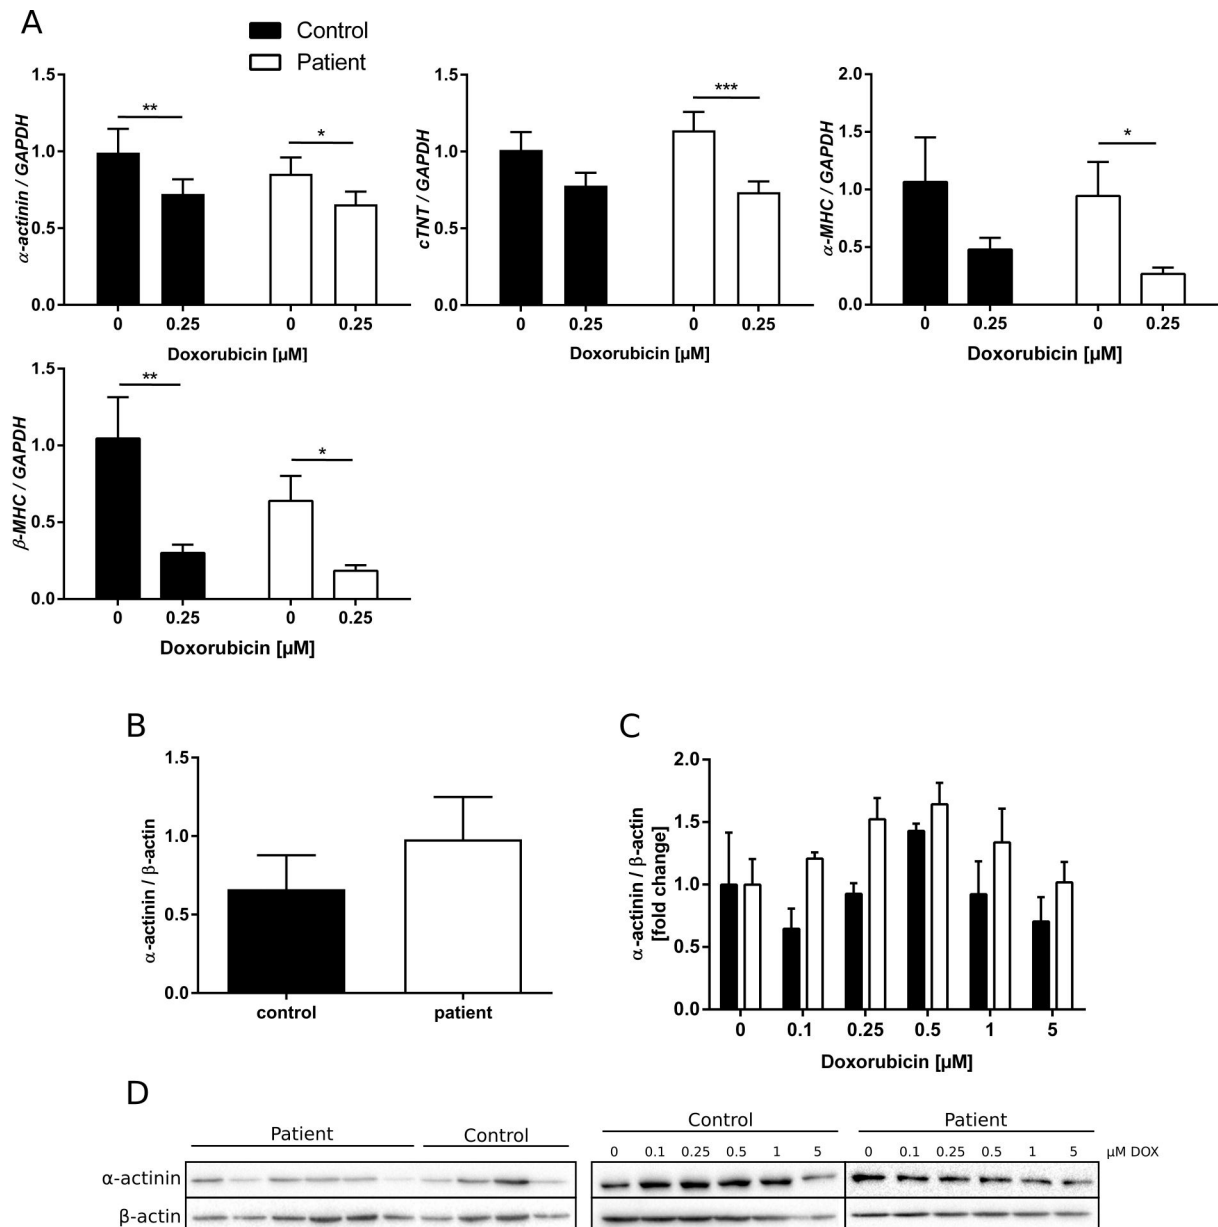 A
Control
Patient
1.5
1.0
0.5
0.0
α-actinin / GAPDH
**
*
0 0.25 0 0.25
Doxorubicin [µM]
1.5
1.0
0.5
0.0
cTNT / GAPDH
***
0 0.25 0 0.25
Doxorubicin [µM]
2.0
1.5
1.0
0.5
0.0
α-MHC / GAPDH
*
0 0.25 0 0.25
Doxorubicin [µM]
1.5
1.0
0.5
0.0
β-MHC / GAPDH
**
*
0 0.25 0 0.25
Doxorubicin [µM]
B
1.5
1.0
0.5
0.0
α-actinin / β-actin
control patient
C
2.0
1.5
1.0
0.5
0.0
α-actinin / β-actin
[fold change]
0 0.1 0.25 0.5 1 5
Doxorubicin [µM]
D
Patient Control
Control Patient
0 0.1 0.25 0.5 1 5 0 0.1 0.25 0.5 1 5 µM DOX
α-actinin
β-actin